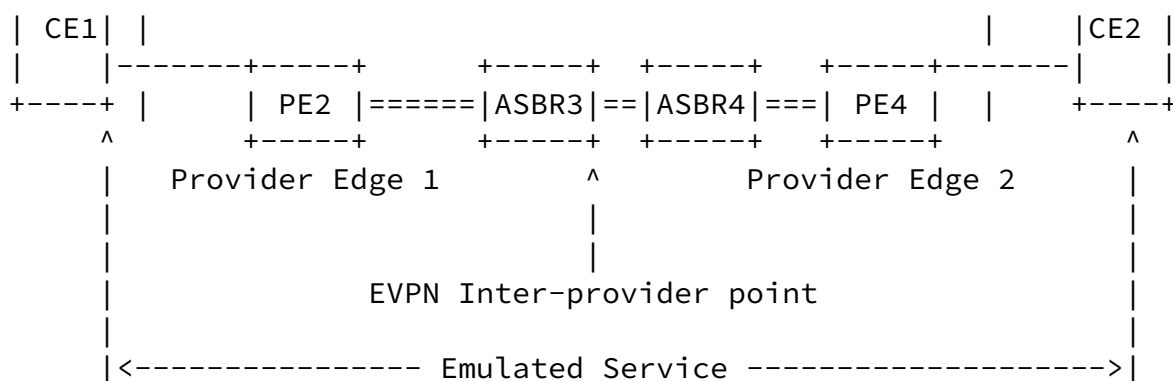 | CE1| |                                                     |     |CE2 |
|    |-------+-----+       +-----+  +-----+   +-----+-------|     |
+----+ |     | PE2 |======|ASBR3|==|ASBR4|===| PE4 |  |     +----+
^      +-----+       +-----+  +-----+   +-----+            ^
|   Provider Edge 1        ^        Provider Edge 2       |
|                          |                              |
|                          |                              |
|            EVPN Inter-provider point                    |
|                                                         |
|<---------------- Emulated Service -------------------->|